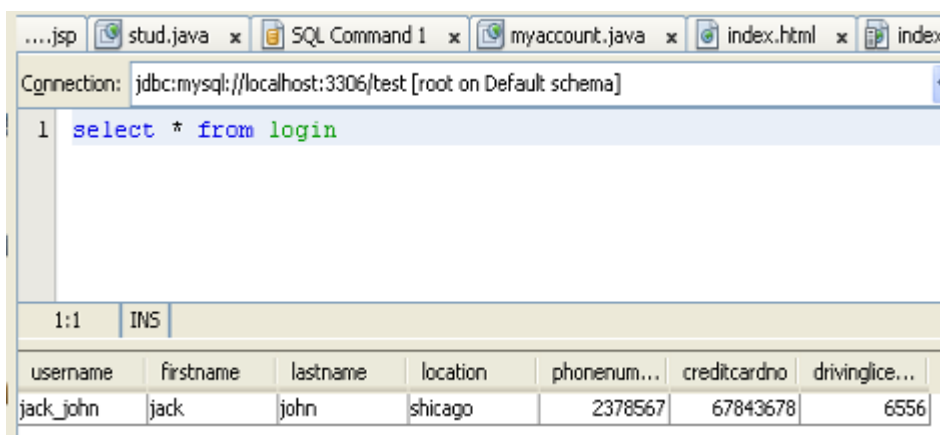 ....jsp stud.java x SQL Command 1 x myaccount.java x index.html x index
Connection: jdbc:mysql://localhost:3306/test [root on Default schema]
1 select * from login
1:1 INS
username firstname lastname location phonenum... creditcardno drivinglice...
jack_john jack john shicago 2378567 67843678 6556